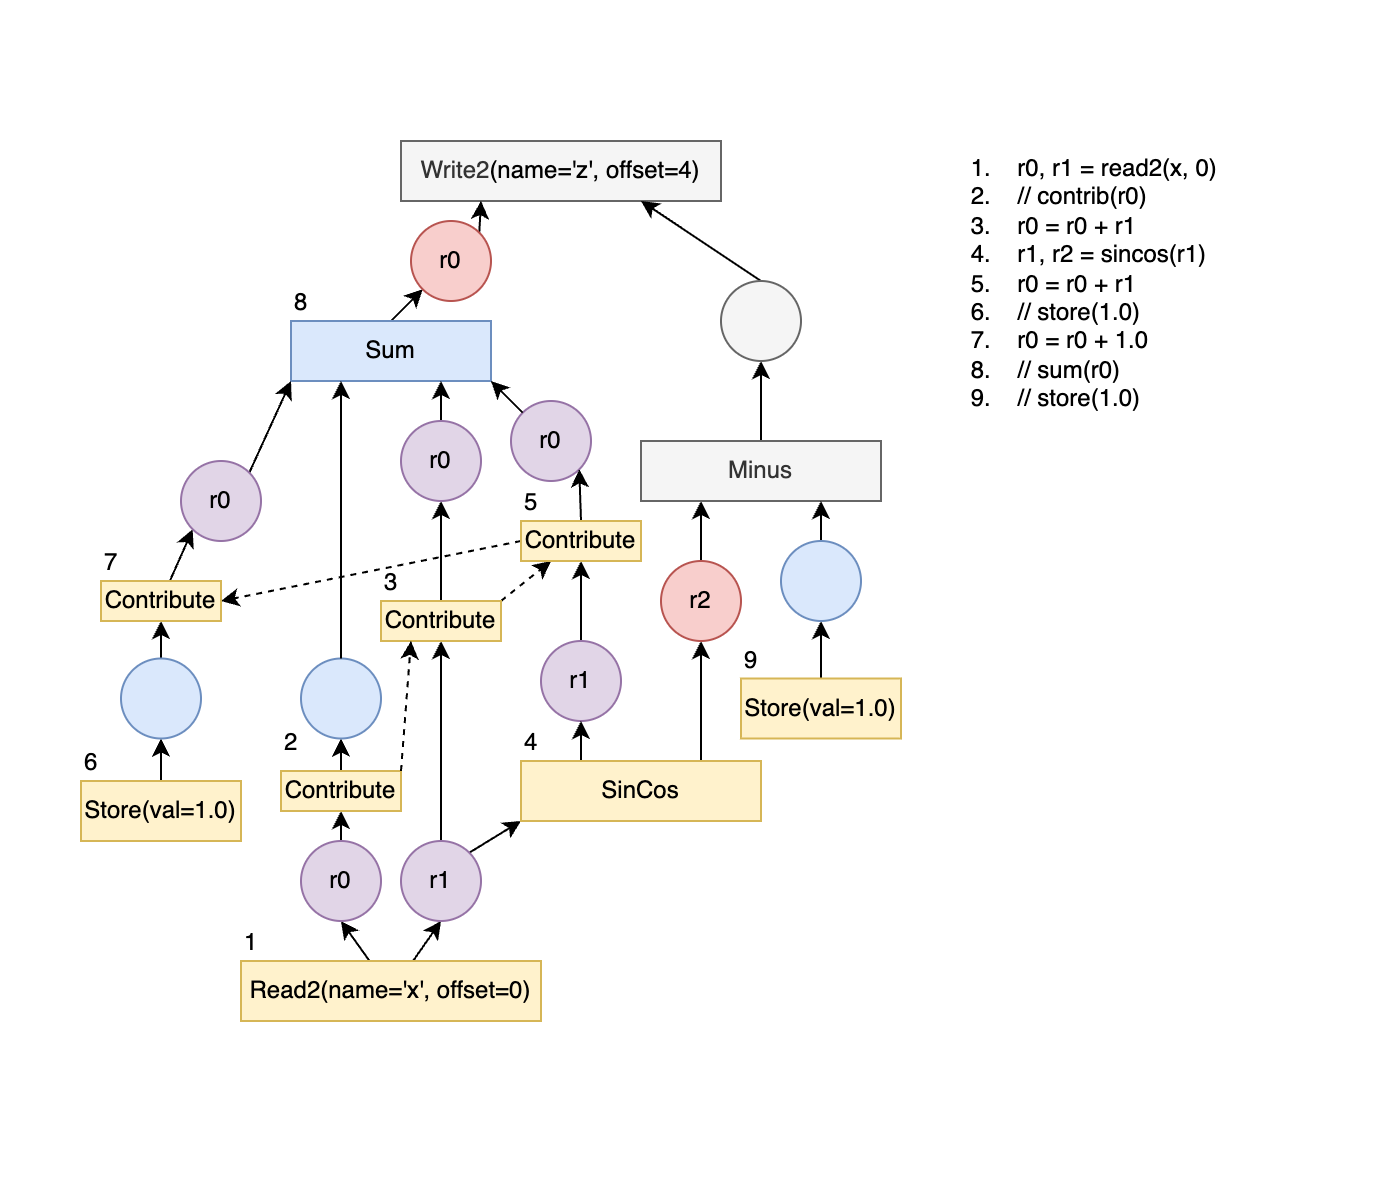 Write2(name='z', offset=4)
r0
8
Sum
r0
r0
r0
Minus
5
Contribute
7
Contribute
3
Contribute
r2
r1
9
Store(val=1.0)
2
4
6
Store(val=1.0)
Contribute
SinCos
r0
r1
1
Read2(name='x', offset=0)
1. r0, r1 = read2(x, 0)
2. // contrib(r0)
3. r0 = r0 + r1
4. r1, r2 = sincos(r1)
5. r0 = r0 + r1
6. // store(1.0)
7. r0 = r0 + 1.0
8. // sum(r0)
9. // store(1.0)